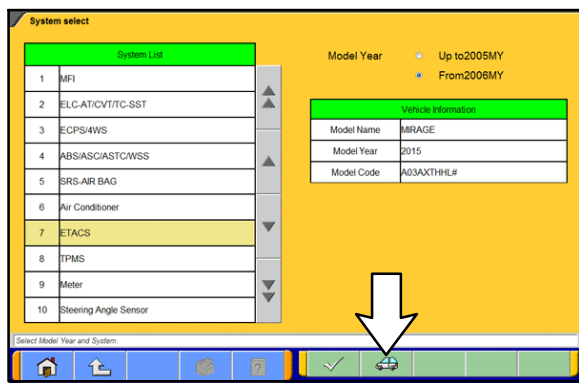 System select
System List
1 MFI
2 ELC-AT/CVT/TC-SST
3 ECPS/4WS
4 ABS/ASC/ASTC/WSS
5 SRS-AIR BAG
6 Air Conditioner
7 ETACS
8 TPMS
9 Meter
10 Steering Angle Sensor
Model Year Up to2005MY
From2006MY
Vehicle Information
Model Name MIRAGE
Model Year 2015
Model Code A03AXTHHL#
Select Model Year and System.
?